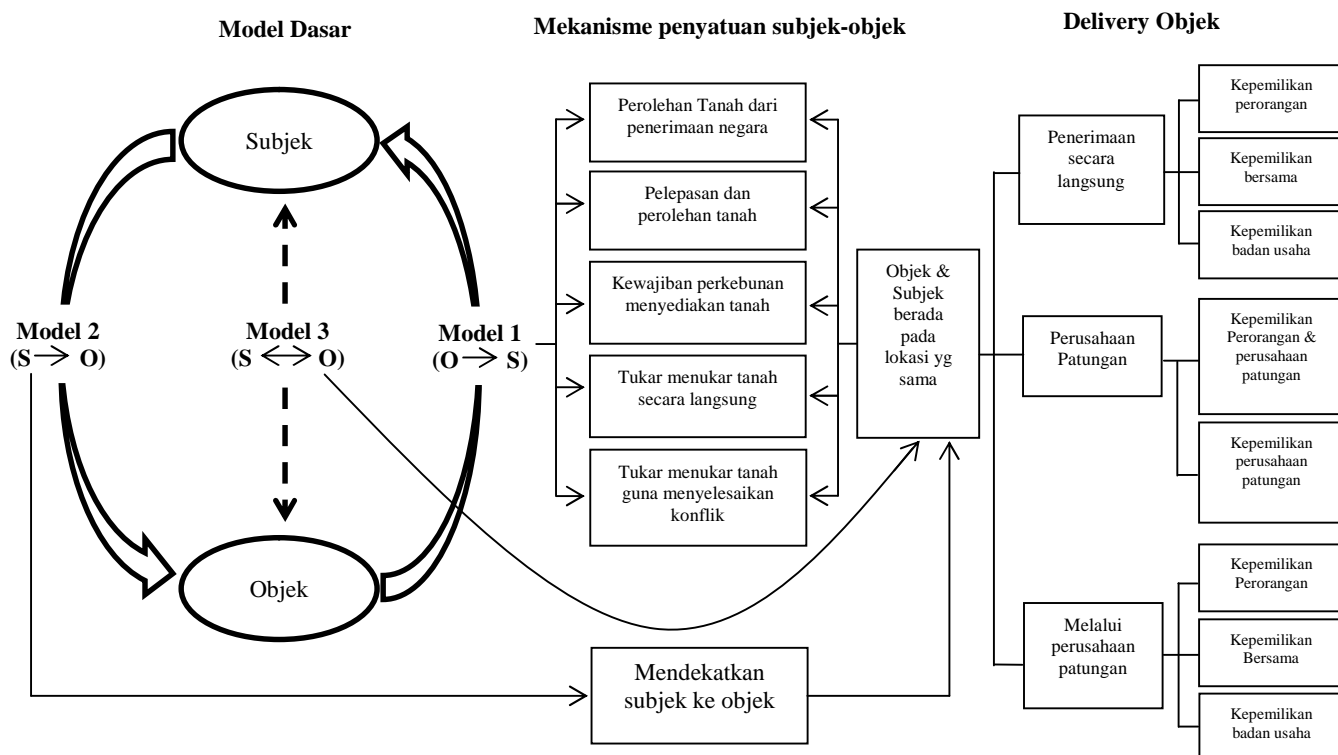 Model Dasar
Mekanisme penyatuan subjek-objek
Delivery Objek
Subjek
Model 2
(S → O)
Model 3
(S ↔ O)
Model 1
(O → S)
Objek
Perolehan Tanah dari
penerimaan negara
Pelepasan dan
perolehan tanah
Kewajiban perkebunan
menyediakan tanah
Tukar menukar tanah
secara langsung
Tukar menukar tanah
guna menyelesaikan
konflik
Mendekatkan
subjek ke objek
Objek &
Subjek
berada
pada
lokasi yg
sama
Penerimaan
secara
langsung
Kepemilikan
perorangan
Kepemilikan
bersama
Kepemilikan
badan usaha
Perusahaan
Patungan
Kepemilikan
Perorangan &
perusahaan
patungan
Kepemilikan
perusahaan
patungan
Melalui
perusahaan
patungan
Kepemilikan
Perorangan
Kepemilikan
Bersama
Kepemilikan
badan usaha